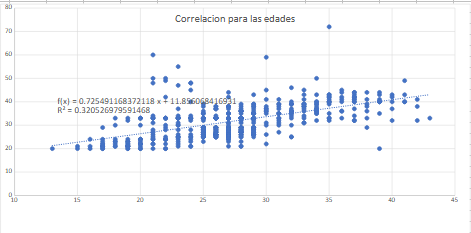 80
Correlacion para las edades
70
60
50
40
f(x) = 0.725491168372118 x + 11.856068416931
R² = 0.320526979591468
30
20
10
0
10 15 20 25 30 35 40 45